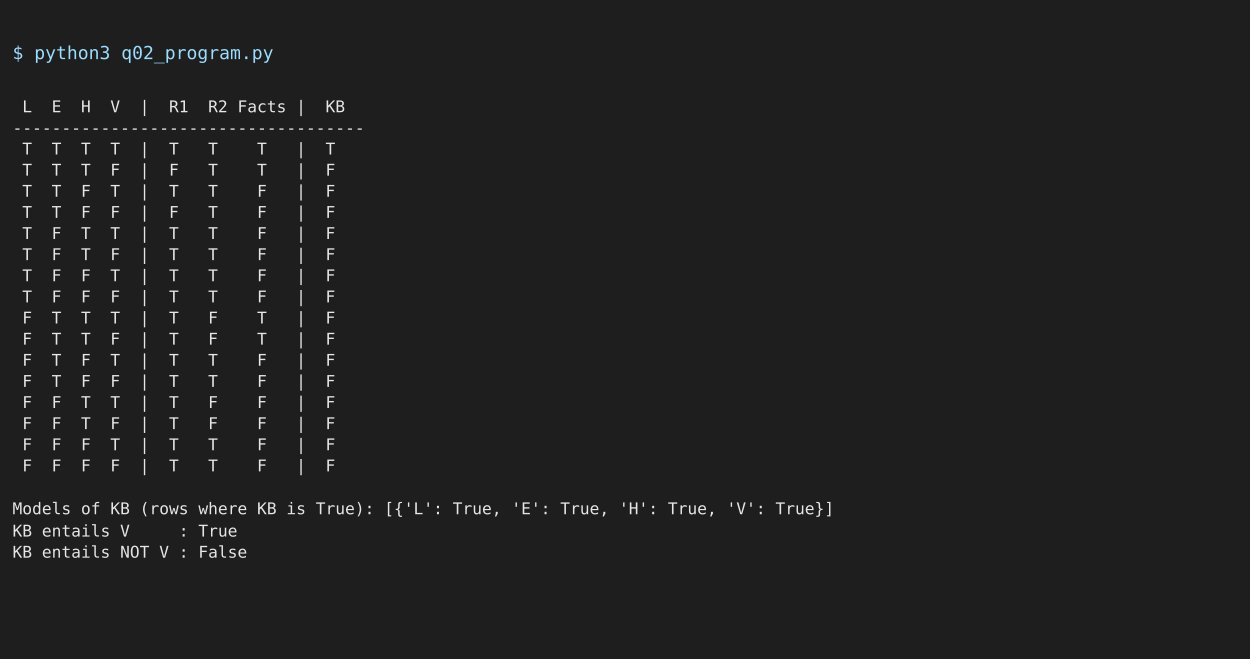 $ python3 q02_program.py
 L  E  H  V  |  R1  R2 Facts |  KB
------------------------------------
 T  T  T  T  |  T   T    T   |  T
 T  T  T  F  |  F   T    T   |  F
 T  T  F  T  |  T   T    F   |  F
 T  T  F  F  |  F   T    F   |  F
 T  F  T  T  |  T   T    F   |  F
 T  F  T  F  |  T   T    F   |  F
 T  F  F  T  |  T   T    F   |  F
 T  F  F  F  |  T   T    F   |  F
 F  T  T  T  |  T   F    T   |  F
 F  T  T  F  |  T   F    T   |  F
 F  T  F  T  |  T   T    F   |  F
 F  T  F  F  |  T   T    F   |  F
 F  F  T  T  |  T   F    F   |  F
 F  F  T  F  |  T   F    F   |  F
 F  F  F  T  |  T   T    F   |  F
 F  F  F  F  |  T   T    F   |  F
Models of KB (rows where KB is True): [{'L': True, 'E': True, 'H': True, 'V': True}]
KB entails V     : True
KB entails NOT V : False